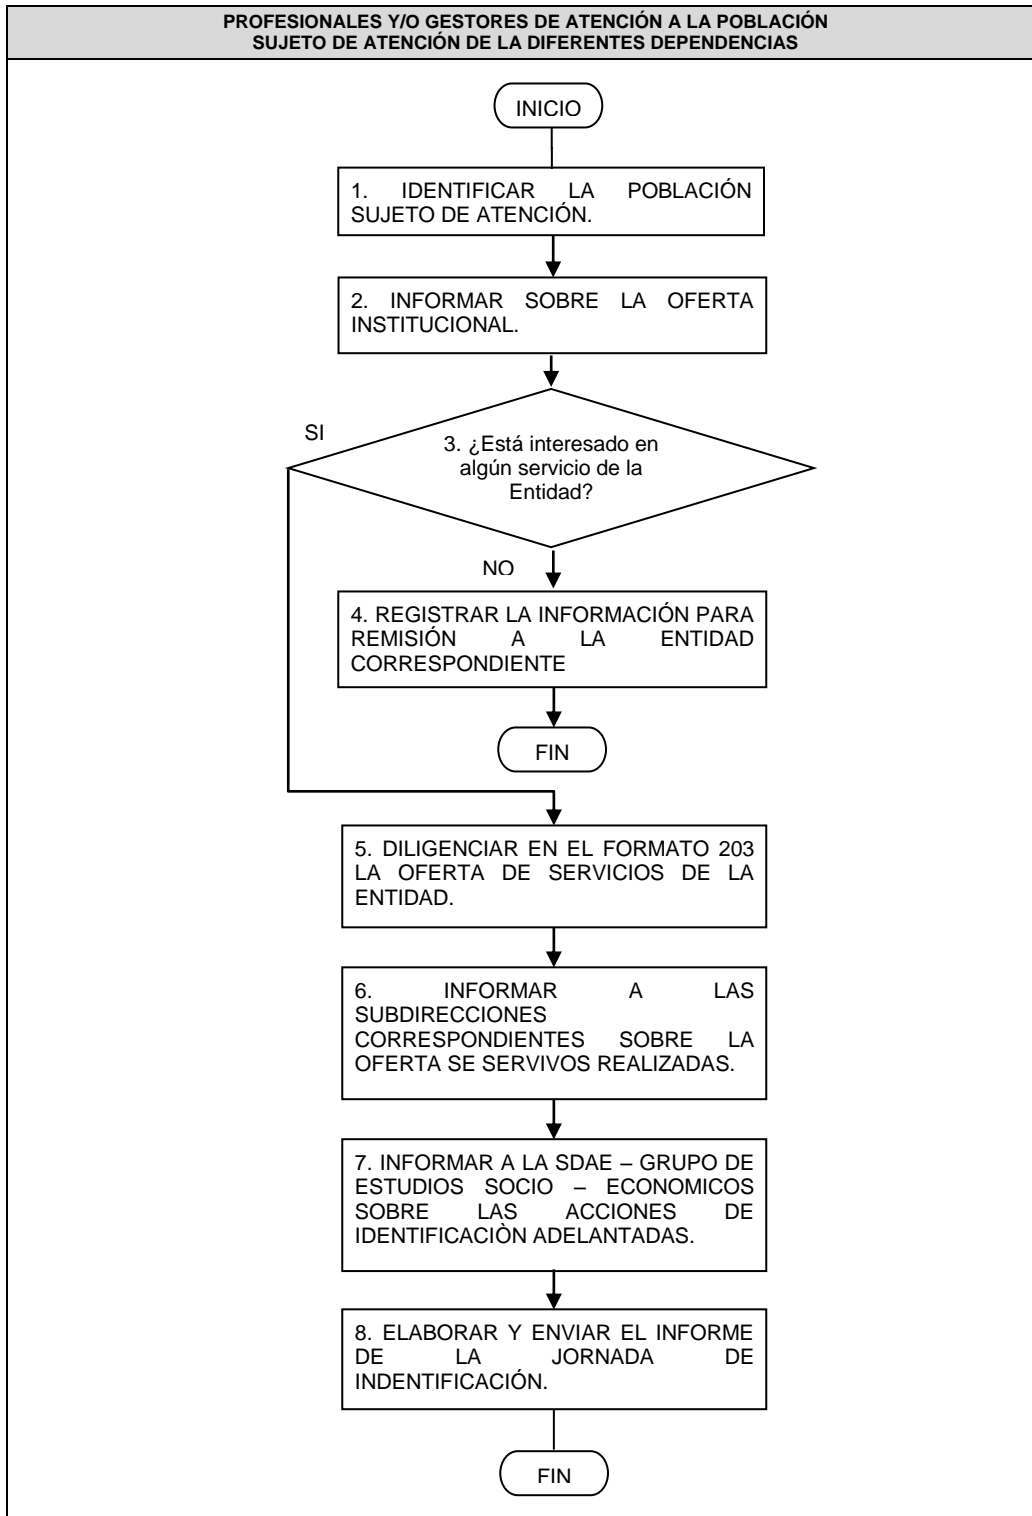 PROFESIONALES Y/O GESTORES DE ATENCIÓN A LA POBLACIÓN
SUJETO DE ATENCIÓN DE LA DIFERENTES DEPENDENCIAS
INICIO
1. IDENTIFICAR LA POBLACIÓN
SUJETO DE ATENCIÓN.
2. INFORMAR SOBRE LA OFERTA
INSTITUCIONAL.
SI
3. ¿Está interesado en
algún servicio de la
Entidad?
NO
4. REGISTRAR LA INFORMACIÓN PARA
REMISIÓN A LA ENTIDAD
CORRESPONDIENTE
FIN
5. DILIGENCIAR EN EL FORMATO 203
LA OFERTA DE SERVICIOS DE LA
ENTIDAD.
6. INFORMAR A LAS
SUBDIRECCIONES
CORRESPONDIENTES SOBRE LA
OFERTA SE SERVIVOS REALIZADAS.
7. INFORMAR A LA SDAE – GRUPO DE
ESTUDIOS SOCIO – ECONOMICOS
SOBRE LAS ACCIONES DE
IDENTIFICACIÒN ADELANTADAS.
8. ELABORAR Y ENVIAR EL INFORME
DE LA JORNADA DE
INDENTIFICACIÓN.
FIN